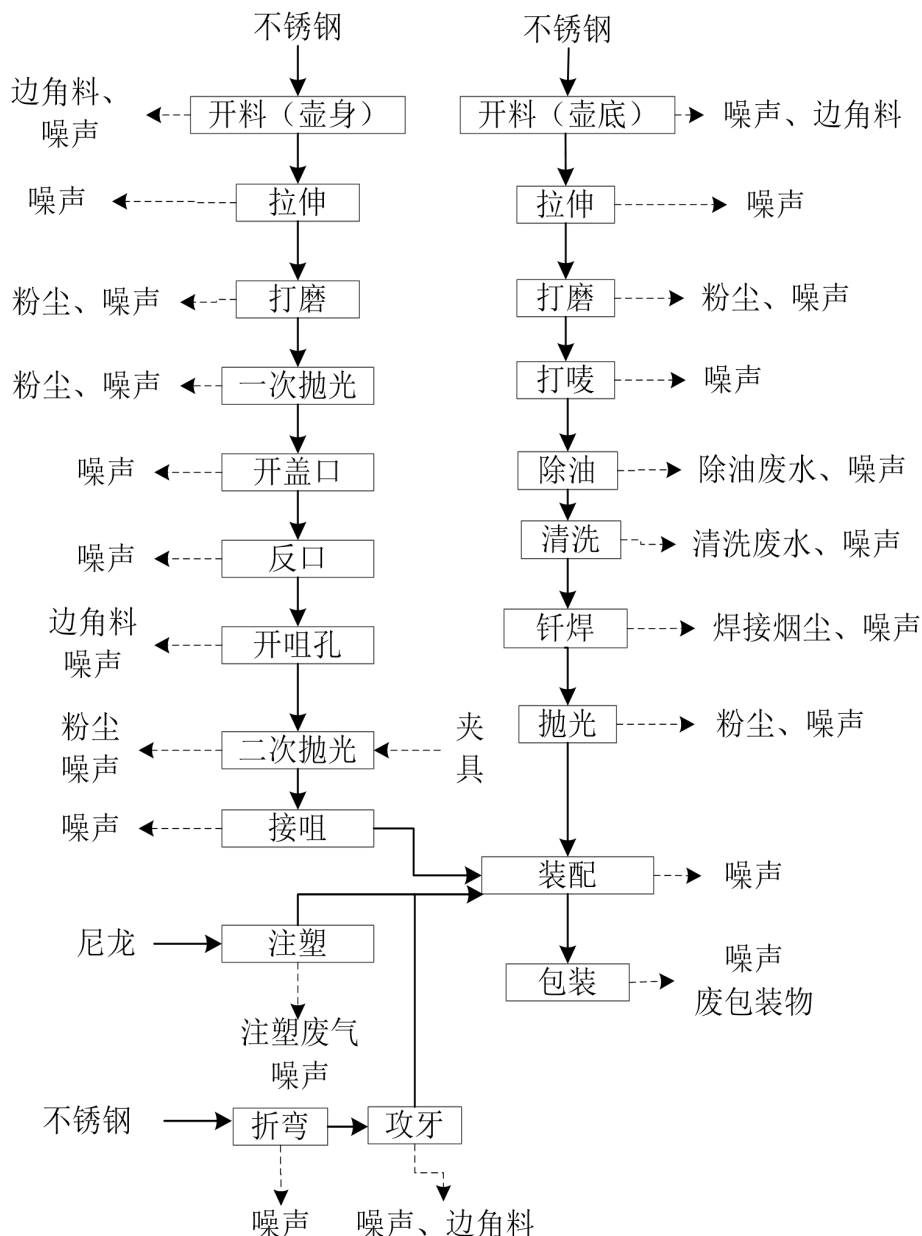 不锈钢
不锈钢
边角料、
噪声
开料（壶身）
开料（壶底）
噪声、边角料
噪声
拉伸
拉伸
噪声
粉尘、噪声
打磨
打磨
粉尘、噪声
粉尘、噪声
一次抛光
打唛
噪声
噪声
开盖口
除油
除油废水、噪声
噪声
反口
清洗
清洗废水、噪声
边角料
噪声
开咀孔
钎焊
焊接烟尘、噪声
粉尘
噪声
二次抛光
夹
具
抛光
粉尘、噪声
噪声
接咀
装配
噪声
尼龙
注塑
包装
噪声
废包装物
注塑废气
噪声
不锈钢
折弯
攻牙
噪声
噪声、边角料